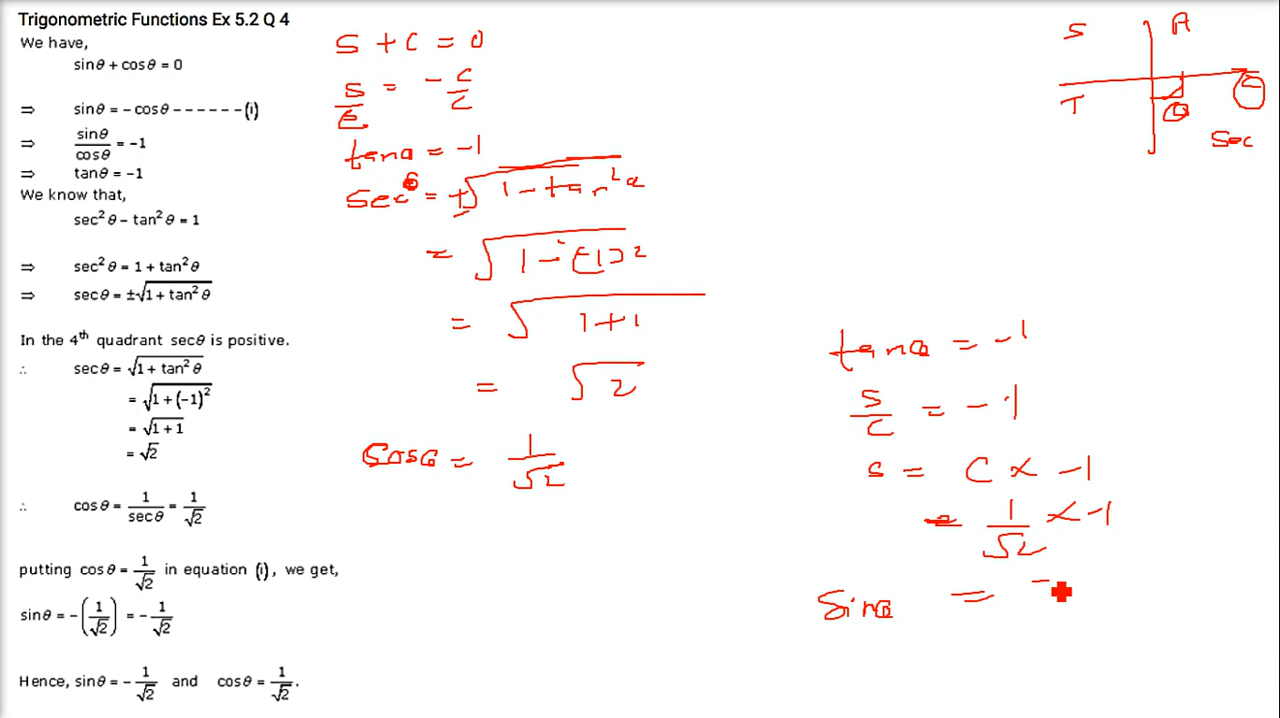 Trigonometric Functions Ex 5.2 Q 4
We have,
sinθ + cosθ = 0
⇒ sinθ = - cosθ - - - - - - (i)
⇒ sinθ/cosθ = -1
⇒ tanθ = -1
We know that,
sec²θ - tan²θ = 1
⇒ sec²θ = 1 + tan²θ
⇒ secθ = ±√(1 + tan²θ)
In the 4th quadrant secθ is positive.
∴ secθ = √(1 + tan²θ)
= √(1 + (-1)²)
= √(1 + 1)
= √2
∴ cosθ = 1/secθ = 1/√2
putting cosθ = 1/√2 in equation (i), we get,
sinθ = -(1/√2) = -1/√2
Hence, sinθ = -1/√2 and cosθ = 1/√2.
S + C = 0
S/C = -C/C
tanθ = -1
secθ = ±√(1 - tan²θ)
= √(1 - (-1)²)
= √(1+1)
= √2
cosθ = 1/√2
S A
T C
θ
Sec
tanθ = -1
S/C = -1
s = C × -1
= 1/√2 × -1
sinθ = -